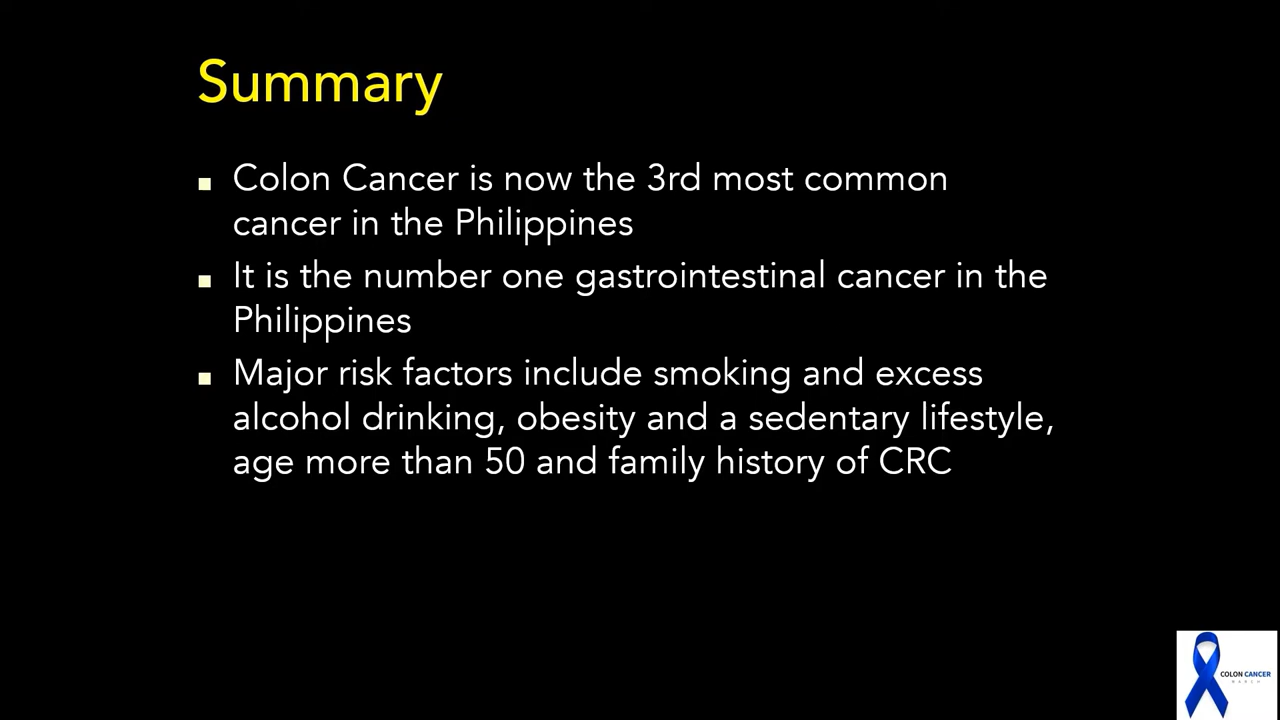 Summary
▪ Colon Cancer is now the 3rd most common
cancer in the Philippines
▪ It is the number one gastrointestinal cancer in the
Philippines
▪ Major risk factors include smoking and excess
alcohol drinking, obesity and a sedentary lifestyle,
age more than 50 and family history of CRC
COLON CANCER
MARCH